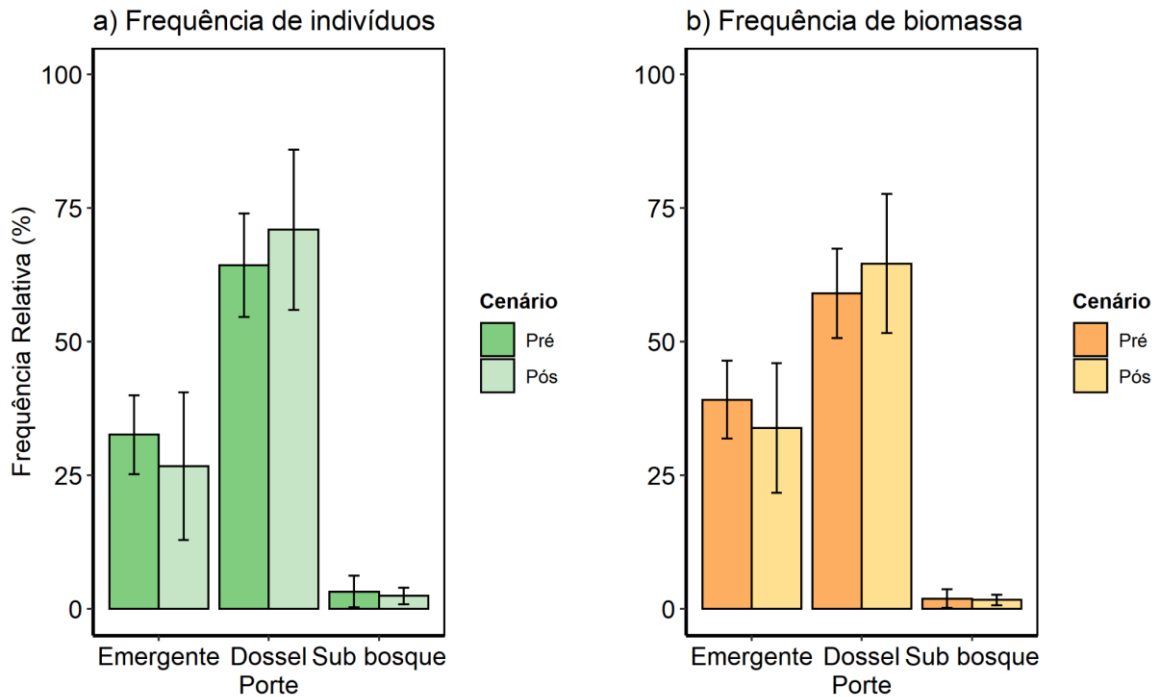 a) Frequência de indivíduos
Frequência Relativa (%)
100
75
50
25
0
Emergente Dossel Sub bosque
Porte
Cenário
Pré
Pós
b) Frequência de biomassa
100
75
50
25
0
Emergente Dossel Sub bosque
Porte
Cenário
Pré
Pós